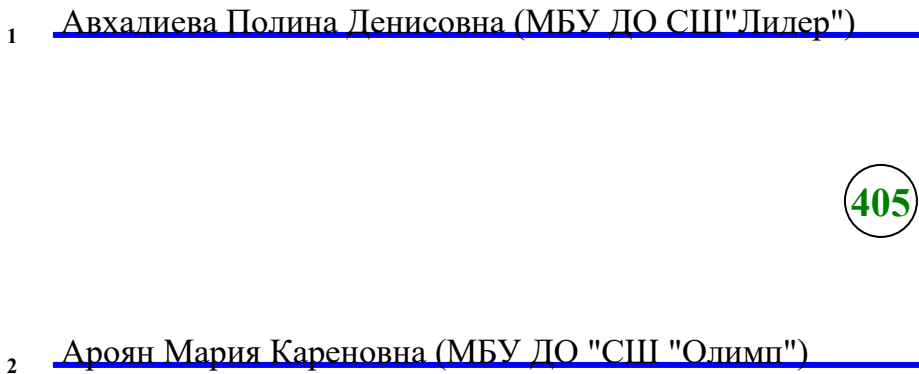 1 Авхадиева Полина Денисовна (МБУ ДО СШ"Лидер")
405
2 Ароян Мария Кареновна (МБУ ДО "СШ "Олимп")